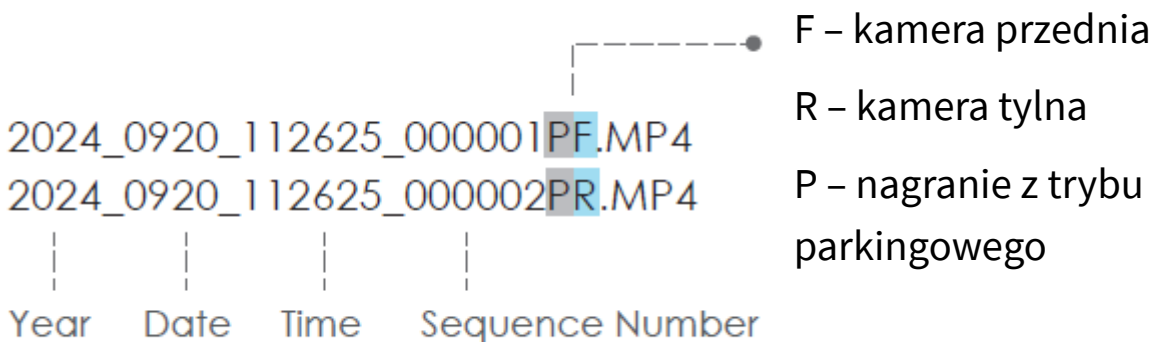 F – kamera przednia
R – kamera tylna
P – nagranie z trybu
parkingowego
2024_0920_112625_000001PF.MP4
2024_0920_112625_000002PR.MP4
Year Date Time Sequence Number